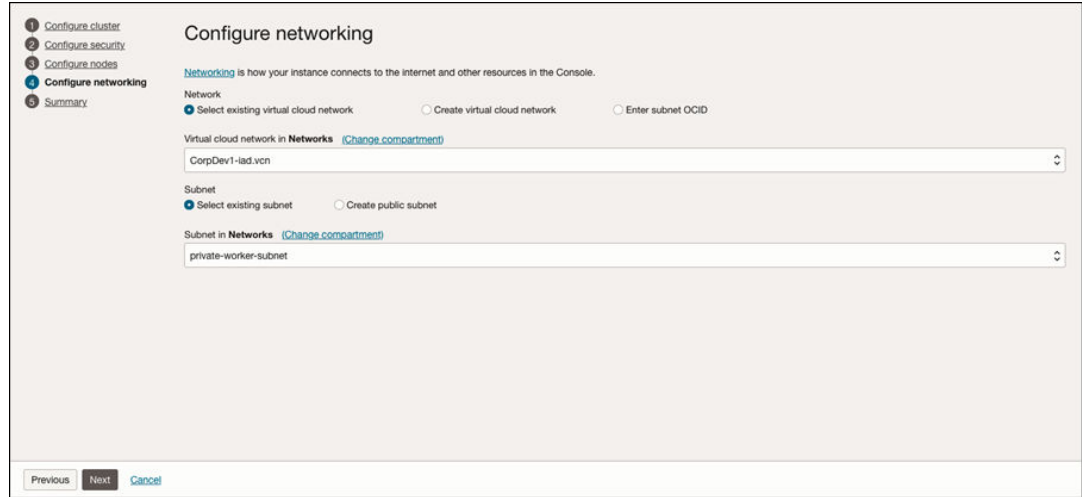 1 Configure cluster
2 Configure security
3 Configure nodes
4 Configure networking
5 Summary
Configure networking
Networking is how your instance connects to the internet and other resources in the Console.
Network
Select existing virtual cloud network Create virtual cloud network Enter subnet OCID
Virtual cloud network in Networks (Change compartment)
CorpDev1-iad.vcn
Subnet
Select existing subnet Create public subnet
Subnet in Networks (Change compartment)
private-worker-subnet
Previous Next Cancel